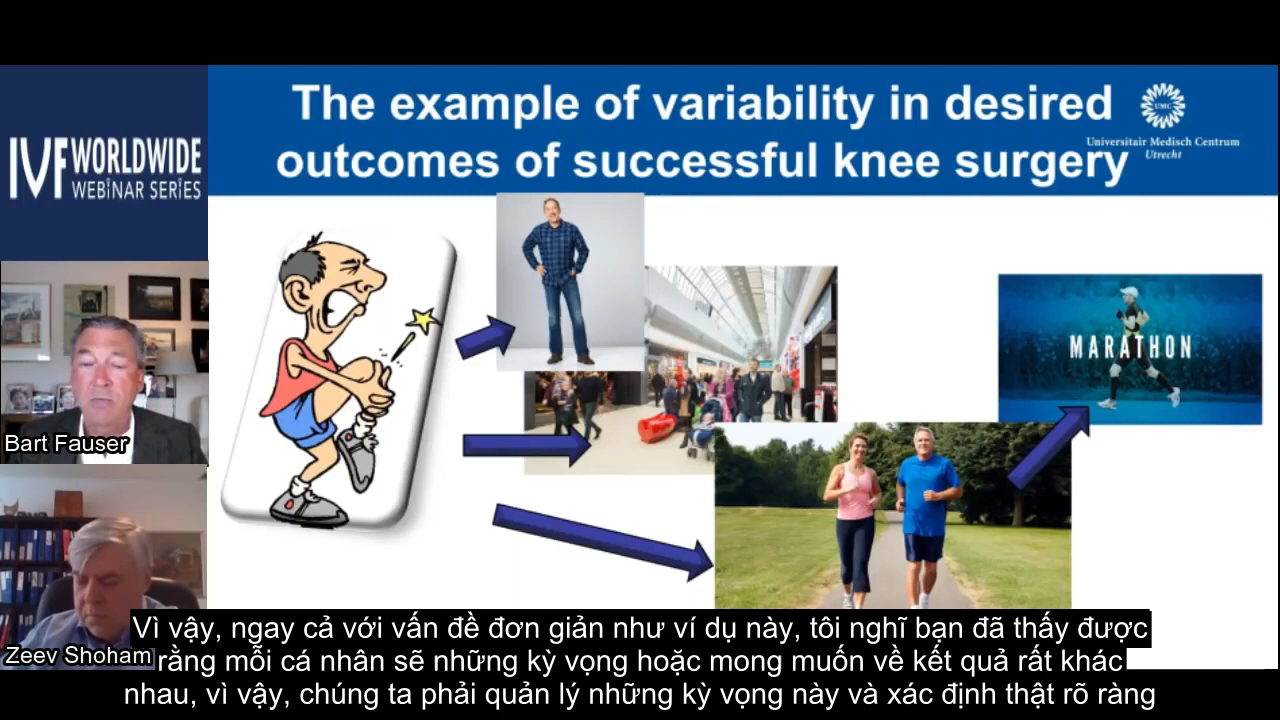 The example of variability in desired
outcomes of successful knee surgery
UMC
Universitair Medisch Centrum
Utrecht
IVF WORLDWIDE
WEBINAR SERIES
MARATHON
Bart Fauser
Zeev Shoham
Vì vậy, ngay cả với vấn đề đơn giản như ví dụ này, tôi nghĩ bạn đã thấy được
rằng mỗi cá nhân sẽ những kỳ vọng hoặc mong muốn về kết quả rất khác
nhau, vì vậy, chúng ta phải quản lý những kỳ vọng này và xác định thật rõ ràng